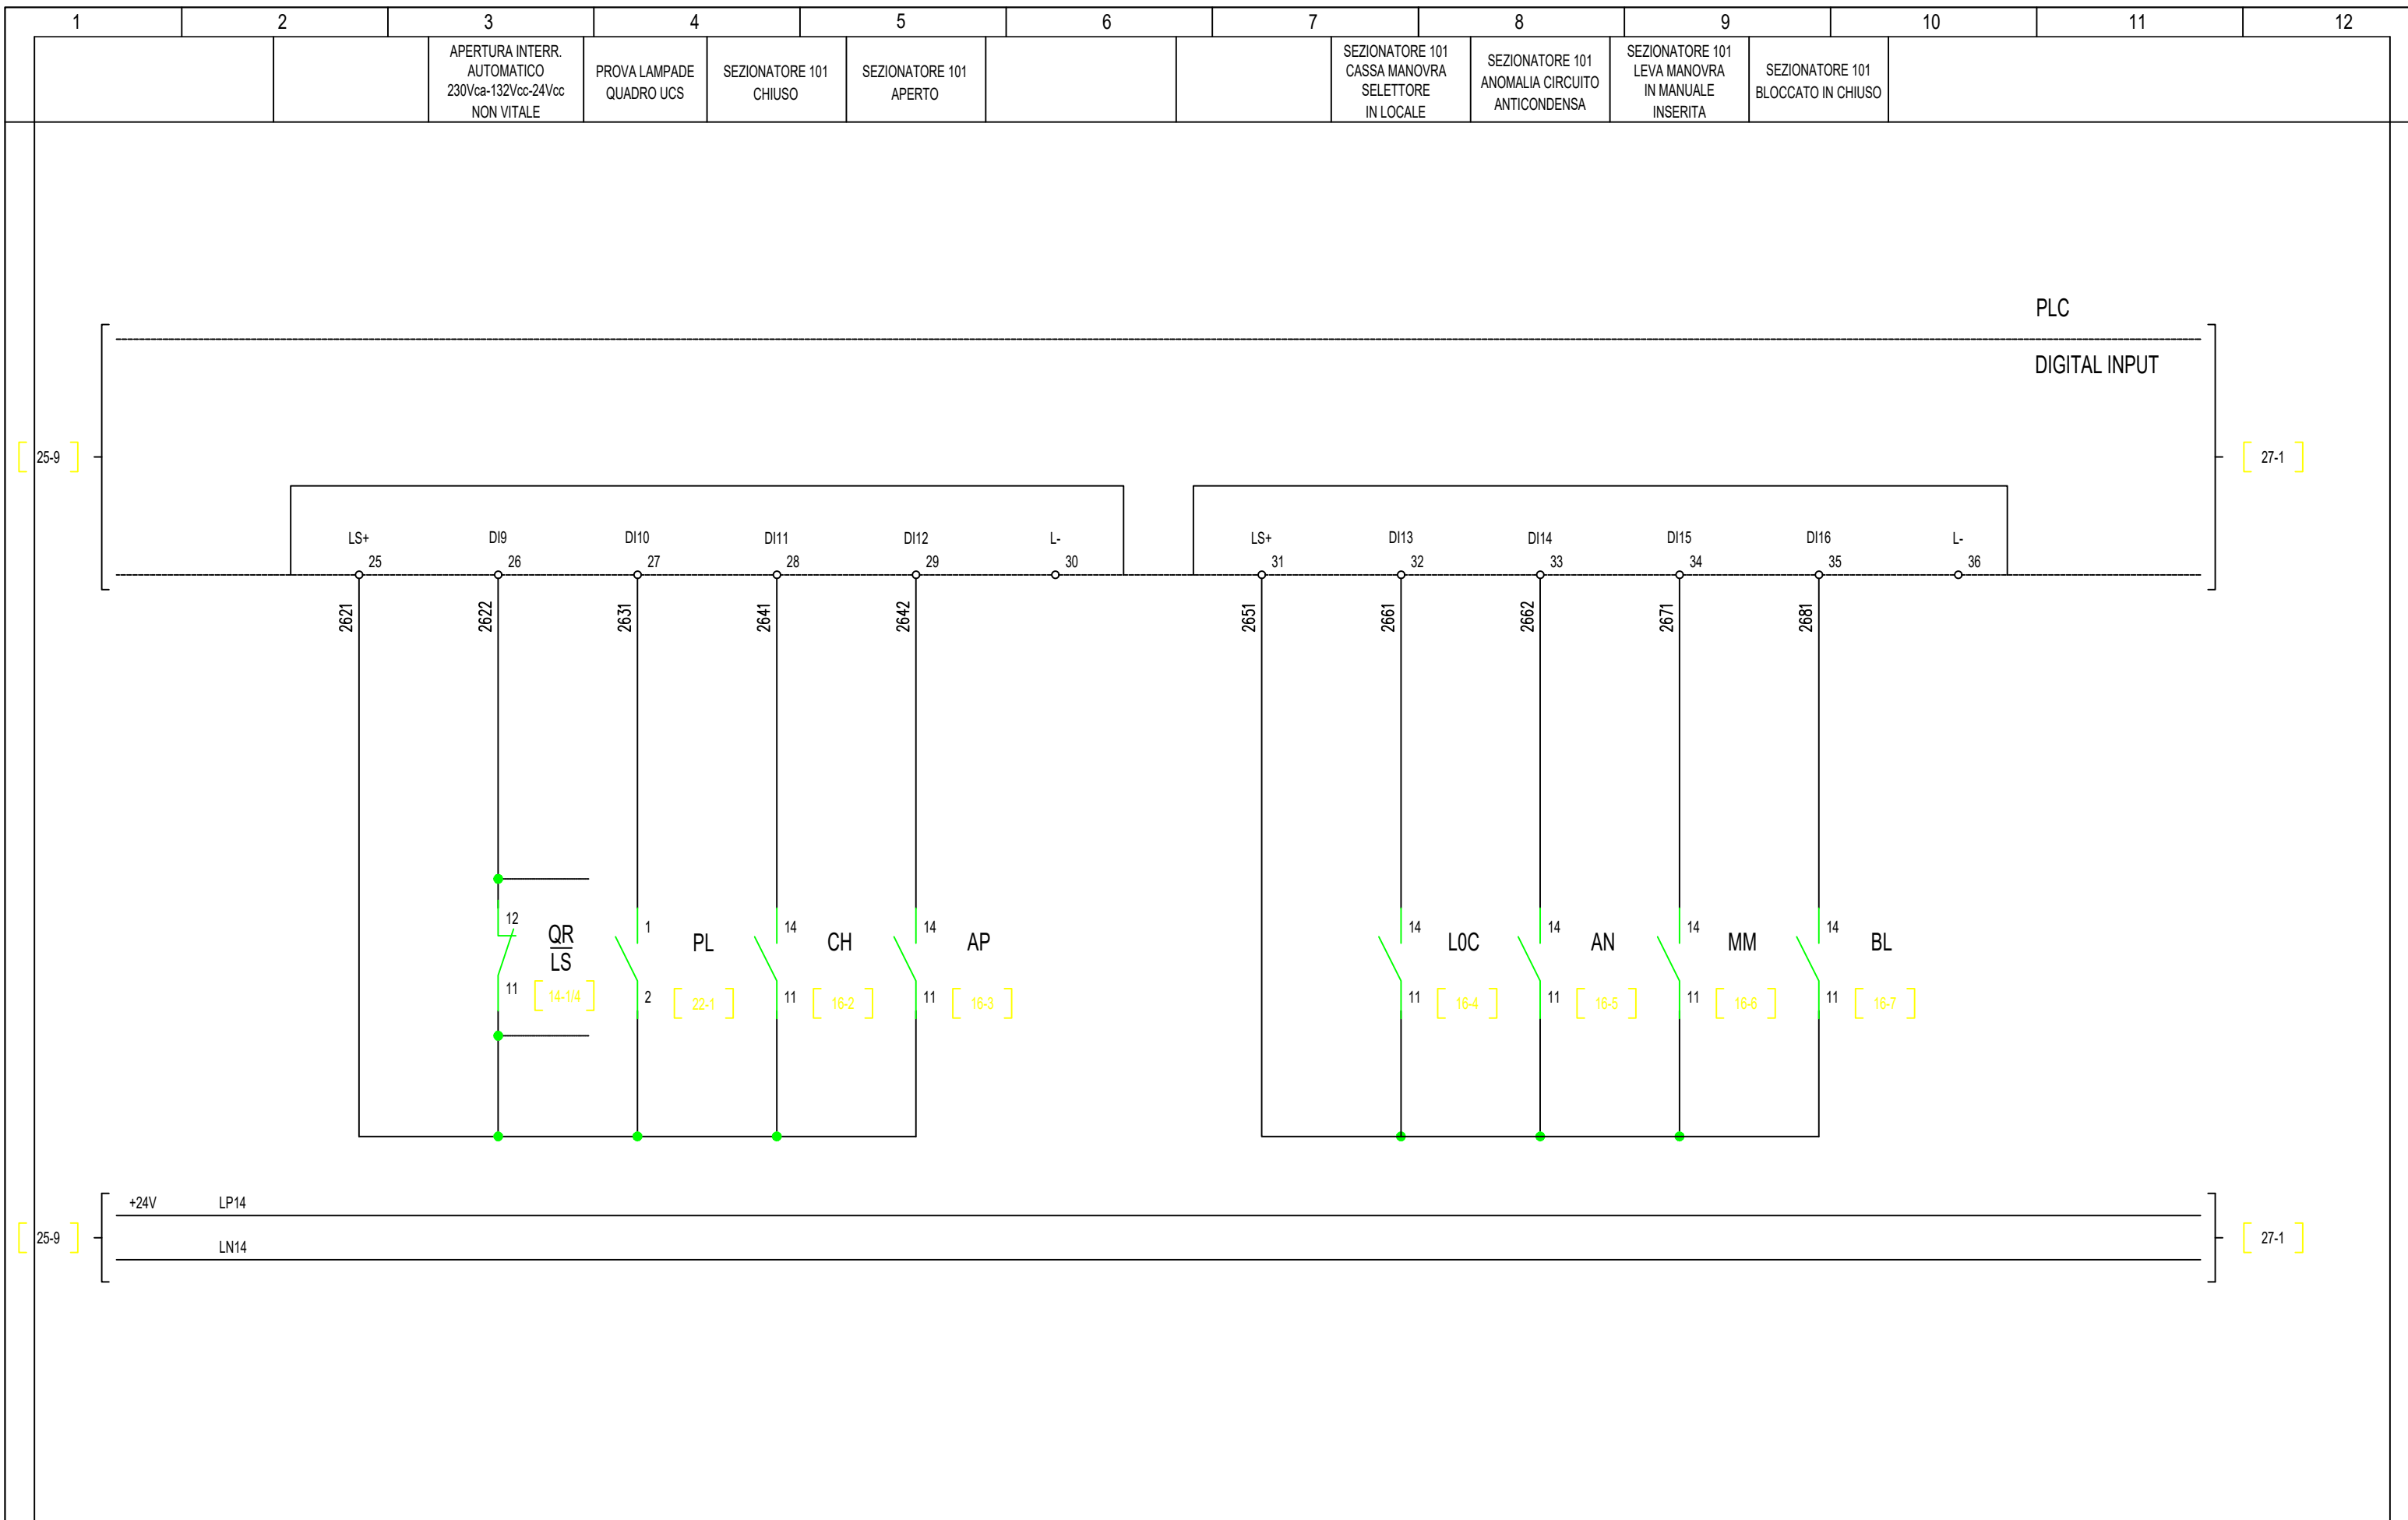 1 2 3 4 5 6 7 8 9 10 11 12
APERTURA INTERR.
AUTOMATICO
230Vca-132Vcc-24Vcc
NON VITALE
PROVA LAMPADE
QUADRO UCS
SEZIONATORE 101
CHIUSO
SEZIONATORE 101
APERTO
SEZIONATORE 101
CASSA MANOVRA
SELETTORE
IN LOCALE
SEZIONATORE 101
ANOMALIA CIRCUITO
ANTICONDENSA
SEZIONATORE 101
LEVA MANOVRA
IN MANUALE
INSERITA
SEZIONATORE 101
BLOCCATO IN CHIUSO
PLC
DIGITAL INPUT
25-9 27-1
LS+ DI9 DI10 DI11 DI12 L- LS+ DI13 DI14 DI15 DI16 L-
25 26 27 28 29 30 31 32 33 34 35 36
2621 2622 2631 2641 2642 2651 2661 2662 2671 2681
12 1 14 14 14 14 14 14
QR
LS
PL CH AP L0C AN MM BL
11 2 11 11 11 11 11 11
14-1/4 22-1 16-2 16-3 16-4 16-5 16-6 16-7
+24V LP14
25-9 27-1
LN14